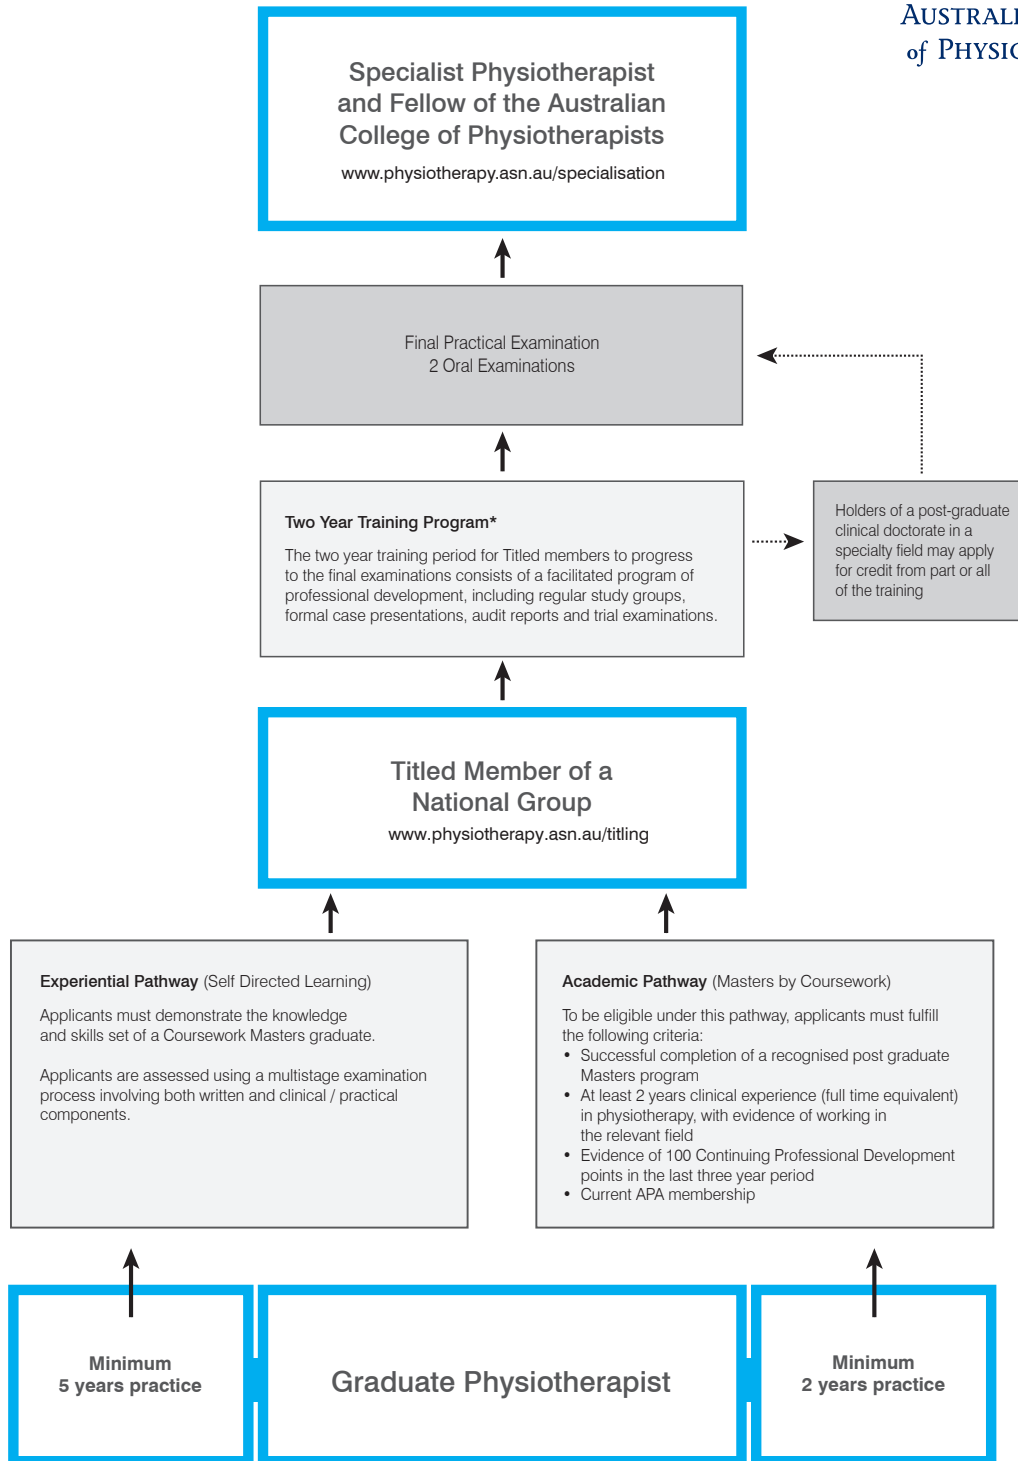 of
Specialist Physiotherapist
and Fellow of the Australian
College of Physiotherapists
www.physiotherapy.asn.au/specialisation
Final Practical Examination
2 Oral Examinations
Two Year Training Program*
The two year training period for Titled members to progress
to the final examinations consists of a facilitated program of
professional development, including regular study groups,
formal case presentations, audit reports and trial examinations.
Holders of a post-graduate
clinical doctorate in a
specialty field may apply
for credit from part or all
of the training
Titled Member of a
National Group
www.physiotherapy.asn.au/titling
Experiential Pathway (Self Directed Learning)
Applicants must demonstrate the knowledge
and skills set of a Coursework Masters graduate.
Applicants are assessed using a multistage examination
process involving both written and clinical / practical
components.
Academic Pathway (Masters by Coursework)
To be eligible under this pathway, applicants must fulfill
the following criteria:
• Successful completion of a recognised post graduate
Masters program
• At least 2 years clinical experience (full time equivalent)
in physiotherapy, with evidence of working in
the relevant field
• Evidence of 100 Continuing Professional Development
points in the last three year period
• Current APA membership
Minimum
5 years practice
Graduate Physiotherapist
Minimum
2 years practice